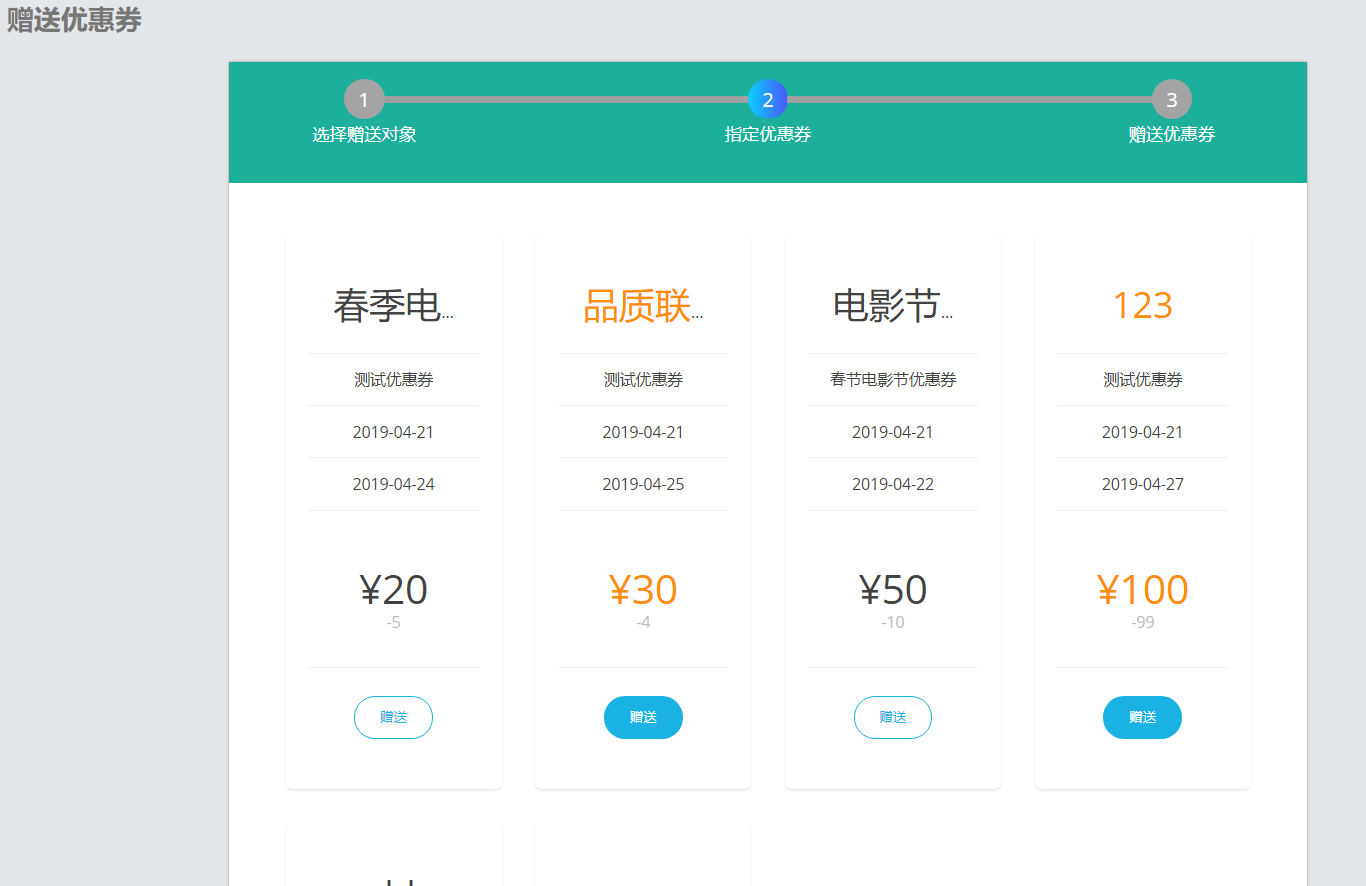 赠送优惠券
1
2
3
选择赠送对象
指定优惠券
赠送优惠券
春季电...
测试优惠券
2019-04-21
2019-04-24
¥20
-5
赠送
品质联...
测试优惠券
2019-04-21
2019-04-25
¥30
-4
赠送
电影节...
春节电影节优惠券
2019-04-21
2019-04-22
¥50
-10
赠送
123
测试优惠券
2019-04-21
2019-04-27
¥100
-99
赠送